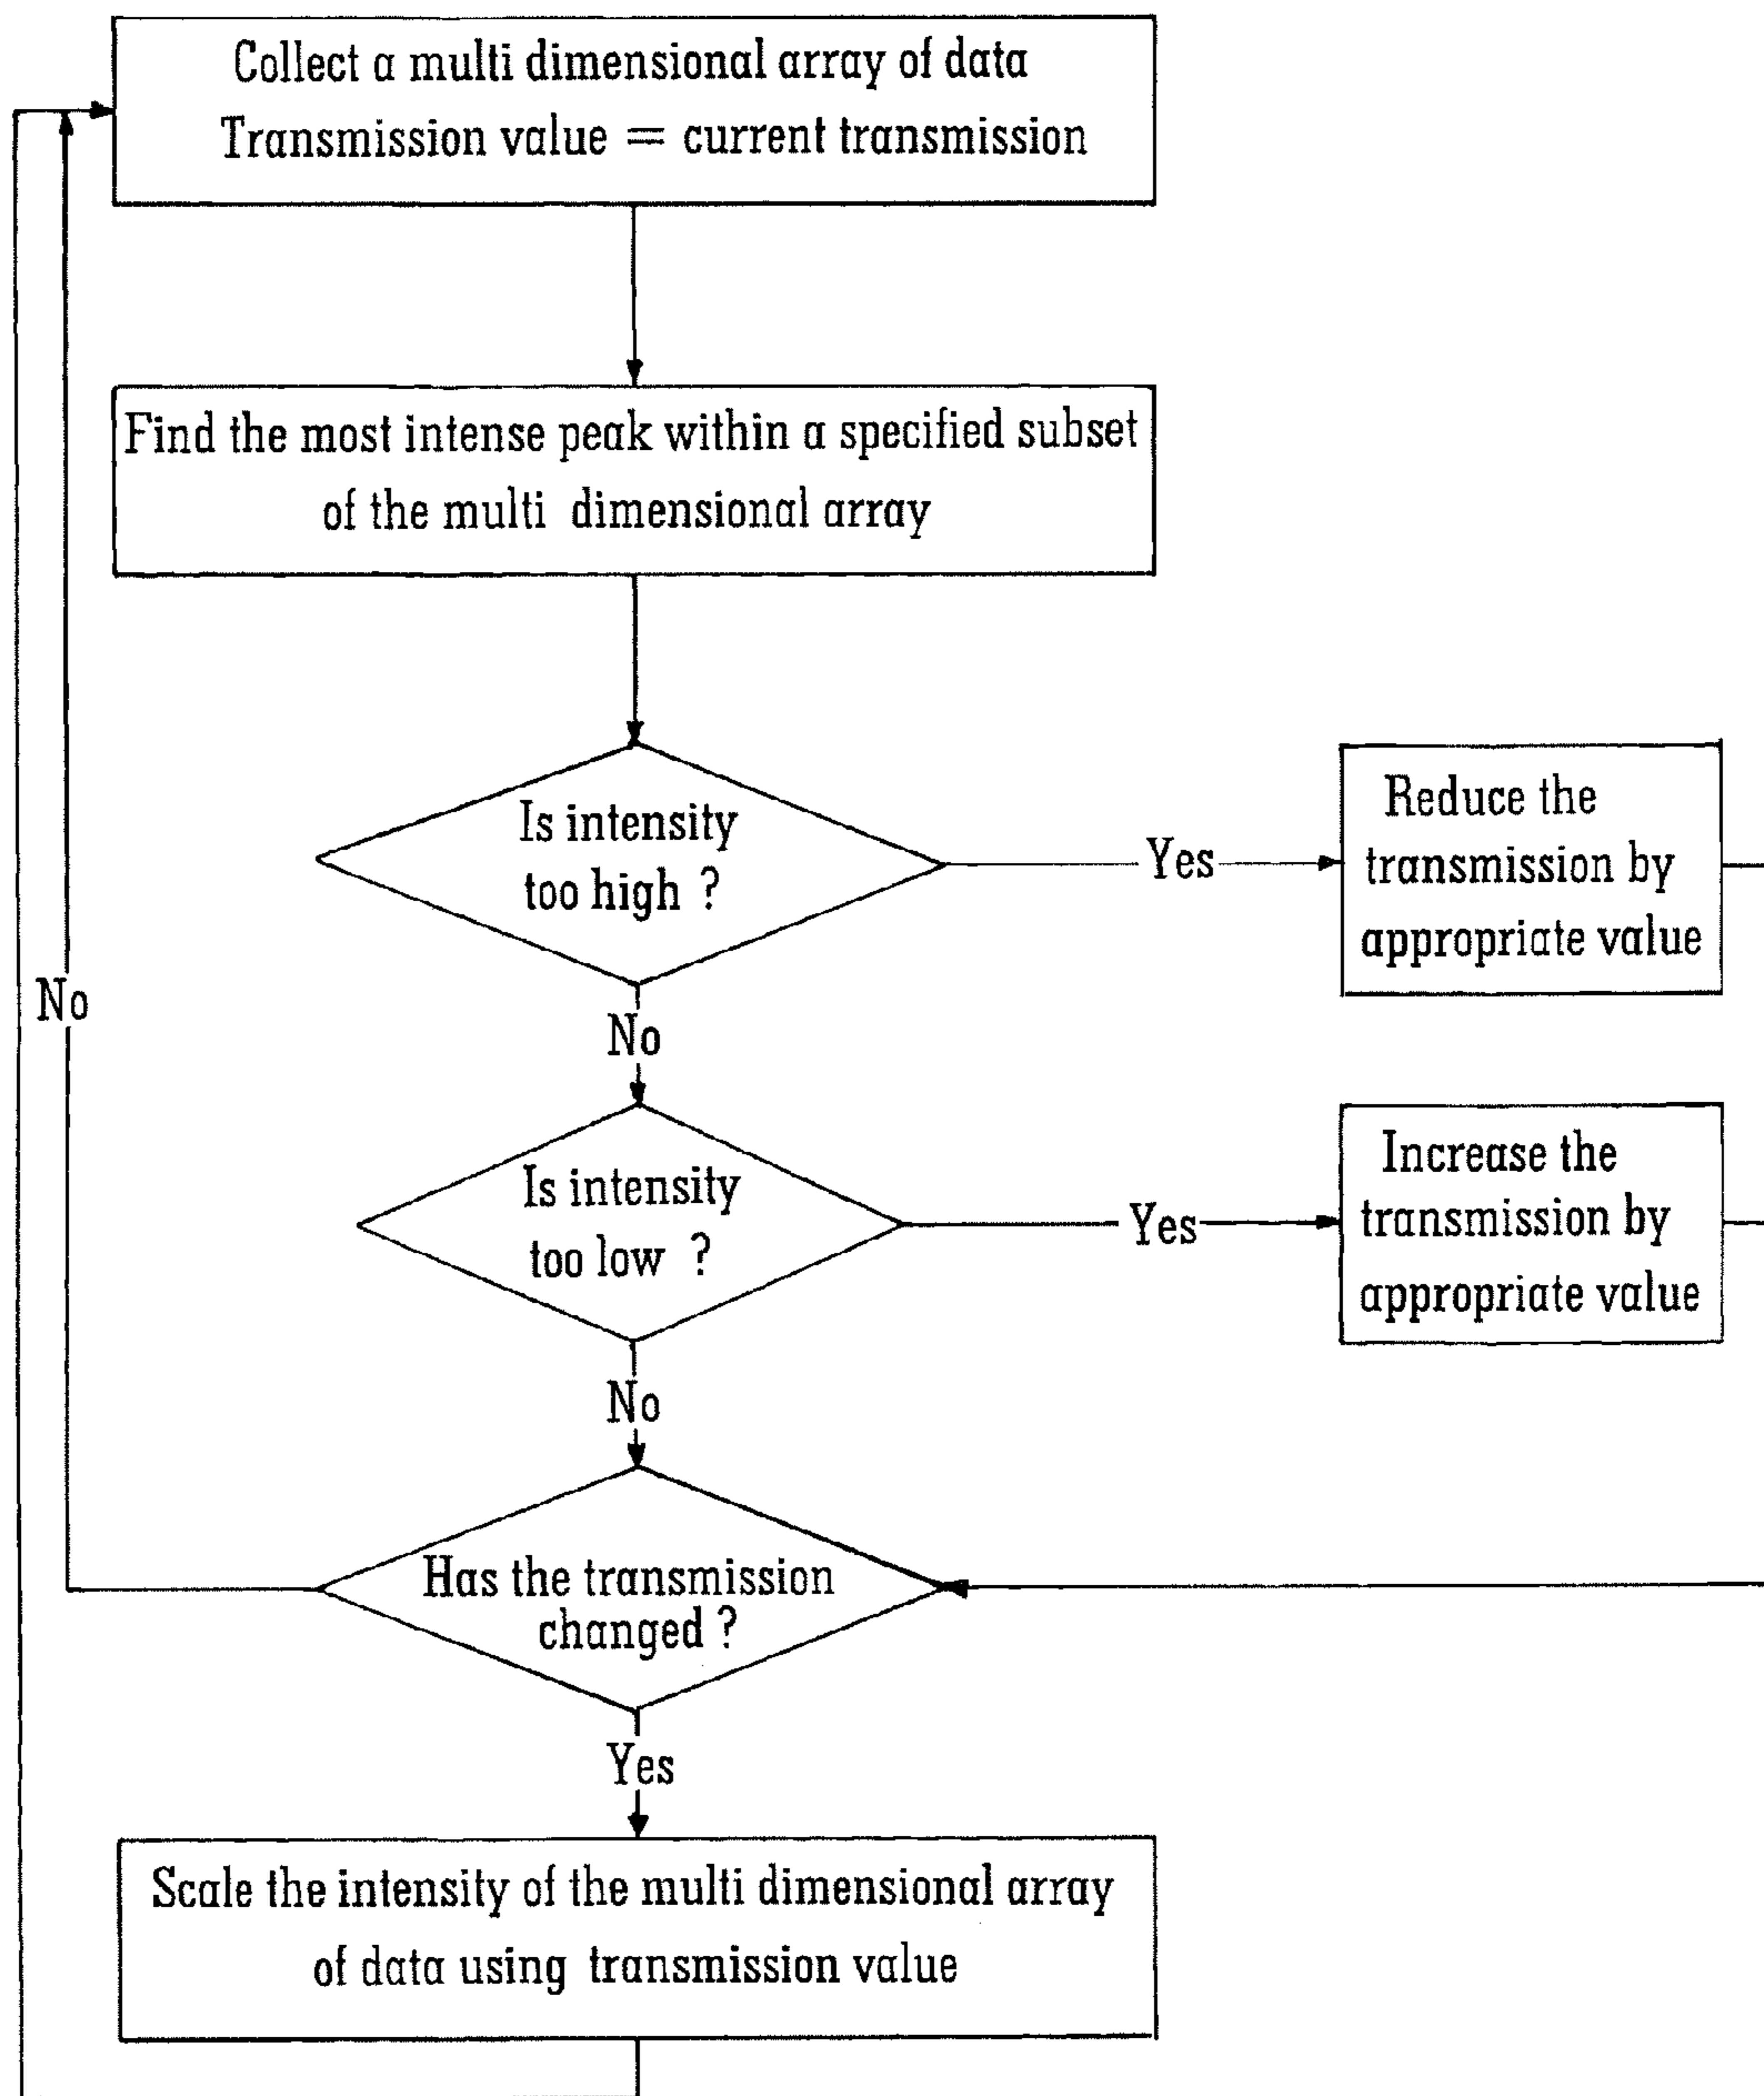 Collect a multi dimensional array of data
Transmission value = current transmission
Find the most intense peak within a specified subset
of the multi dimensional array
Is intensity
too high ?
Yes
Reduce the
transmission by
appropriate value
No
No
Is intensity
too low ?
Yes
Increase the
transmission by
appropriate value
No
Has the transmission
changed ?
Yes
Scale the intensity of the multi dimensional array
of data using transmission value